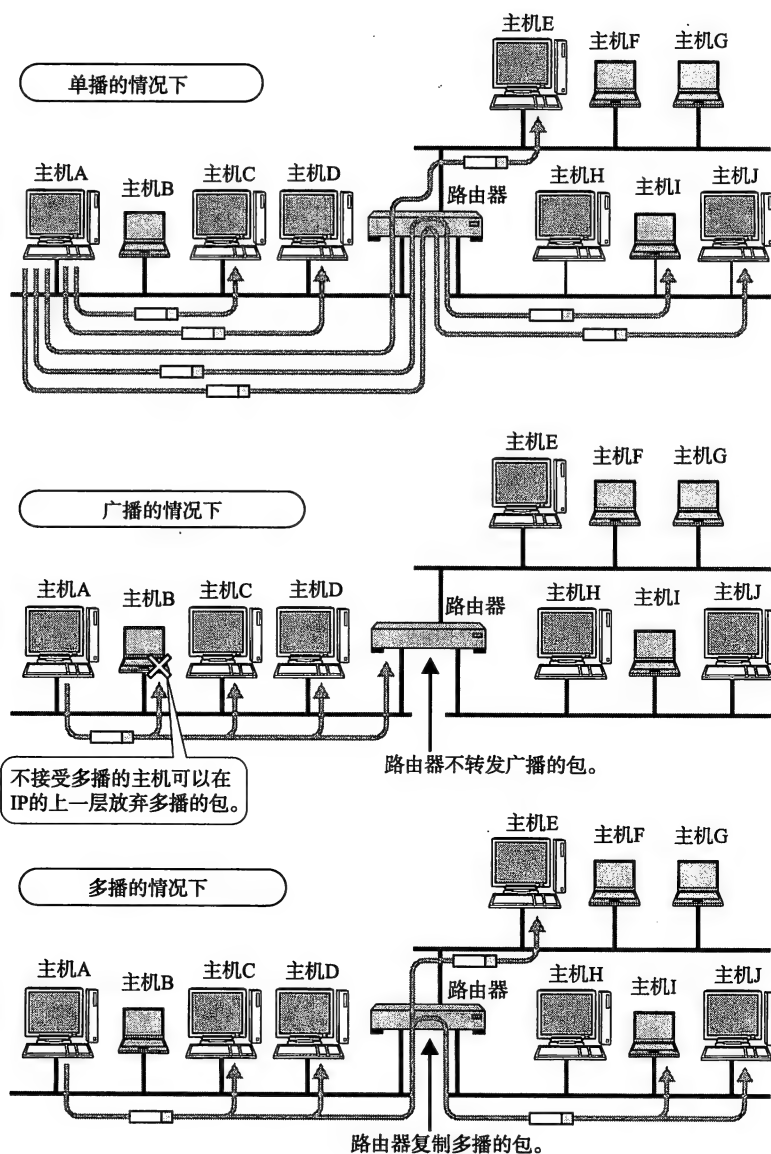 单播的情况下
主机E
主机F
主机G
主机A
主机B
主机C
主机D
路由器
主机H
主机I
主机J
广播的情况下
主机E
主机F
主机G
主机A
主机B
主机C
主机D
路由器
主机H
主机I
主机J
不接受多播的主机可以在
IP的上一层放弃多播的包。
路由器不转发广播的包。
多播的情况下
主机E
主机F
主机G
主机A
主机B
主机C
主机D
路由器
主机H
主机I
主机J
路由器复制多播的包。